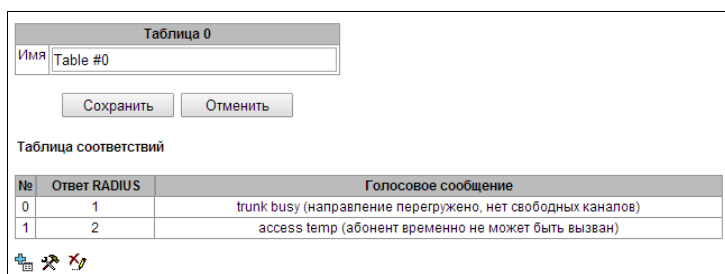 Таблица 0
Имя Table #0
Сохранить Отменить
Таблица соответствий
№ Ответ RADIUS Голосовое сообщение
0 1 trunk busy (направление перегружено, нет свободных каналов)
1 2 access temp (абонент временно не может быть вызван)